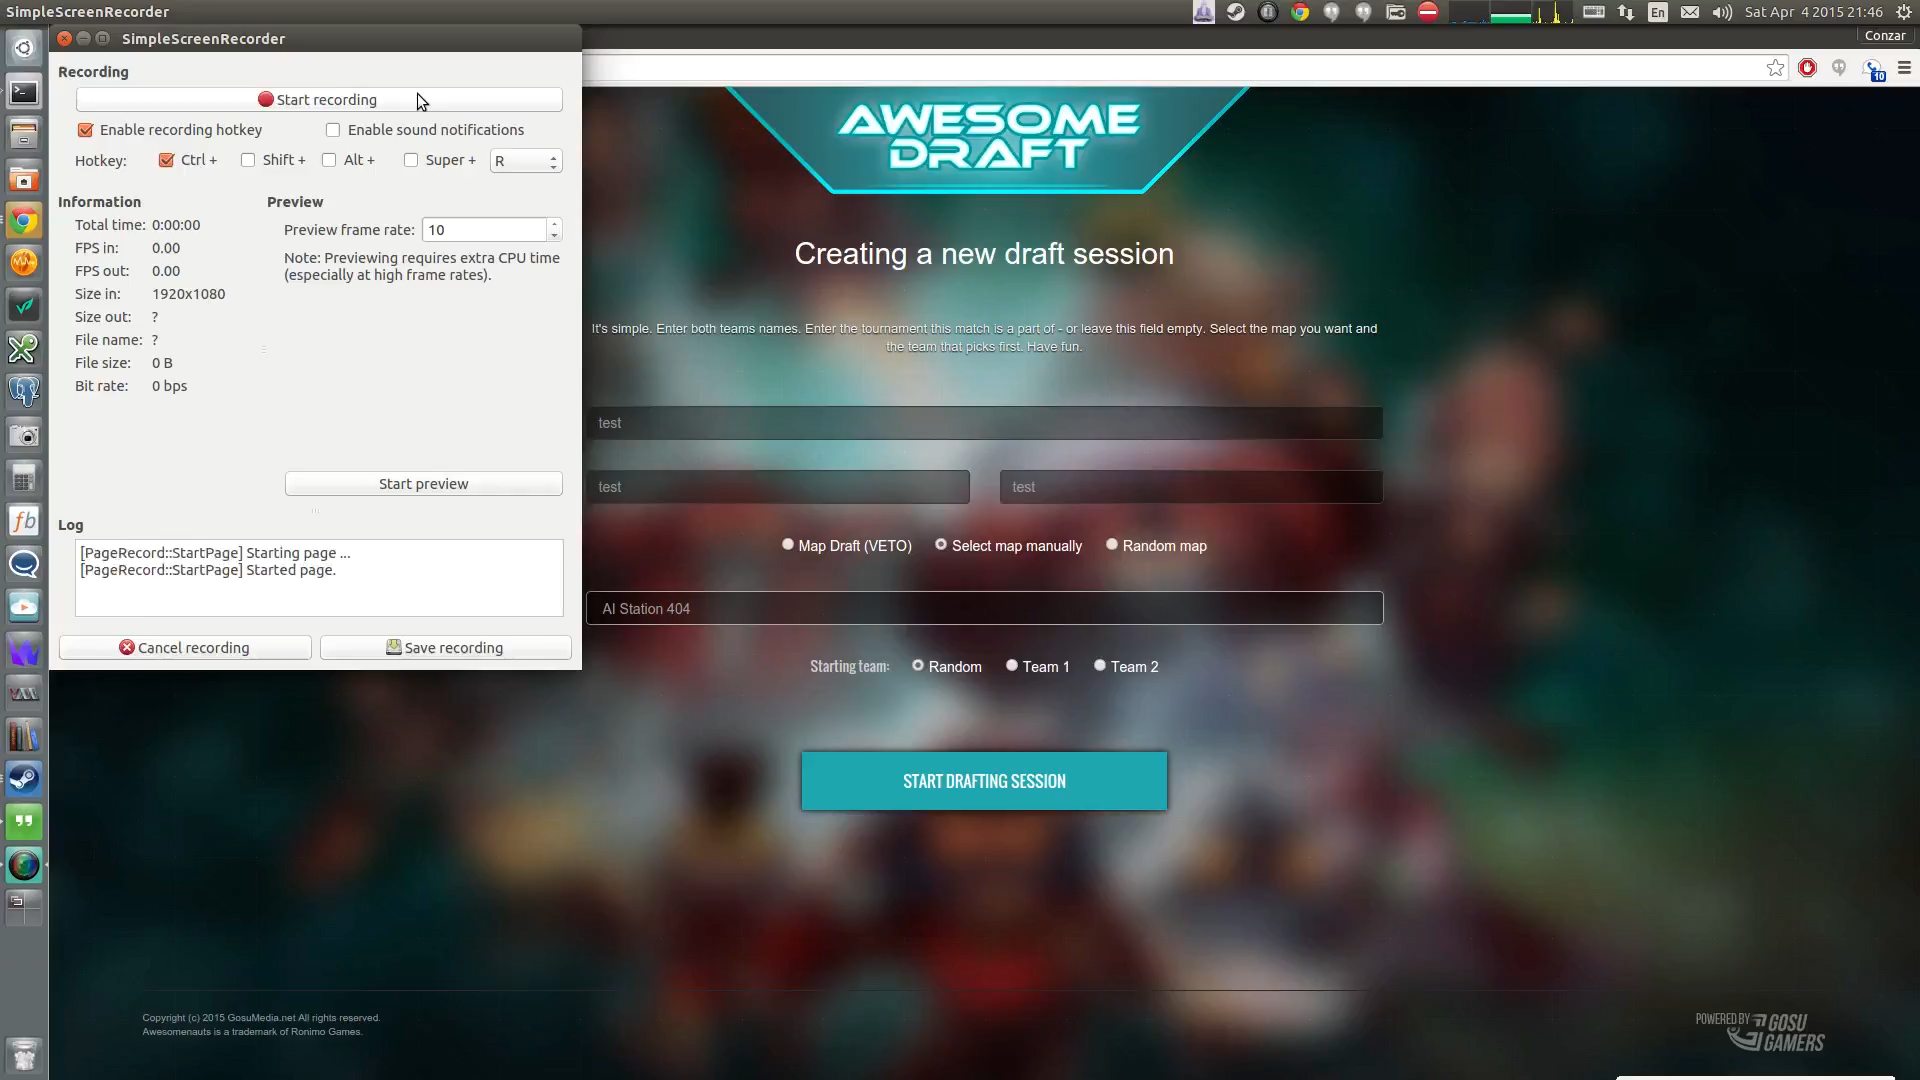 SimpleScreenRecorder
En
Sat Apr 4 2015 21:46
SimpleScreenRecorder
Conzar
10
Recording
Start recording
Enable recording hotkey
Enable sound notifications
Hotkey: Ctrl + Shift + Alt + Super + R
Information
Total time: 0:00:00
FPS in: 0.00
FPS out: 0.00
Size in: 1920x1080
Size out: ?
File name: ?
File size: 0 B
Bit rate: 0 bps
Preview
Preview frame rate: 10
Note: Previewing requires extra CPU time
(especially at high frame rates).
Start preview
Log
[PageRecord::StartPage] Starting page ...
[PageRecord::StartPage] Started page.
Cancel recording
Save recording
AWESOME
DRAFT
Creating a new draft session
It's simple. Enter both teams names. Enter the tournament this match is a part of - or leave this field empty. Select the map you want and
the team that picks first. Have fun.
test
test
test
Map Draft (VETO)
Select map manually
Random map
AI Station 404
Starting team: Random Team 1 Team 2
START DRAFTING SESSION
Copyright (c) 2015 GosuMedia.net All rights reserved.
Awesomenauts is a trademark of Ronimo Games.
POWERED BY GOSU
GAMERS